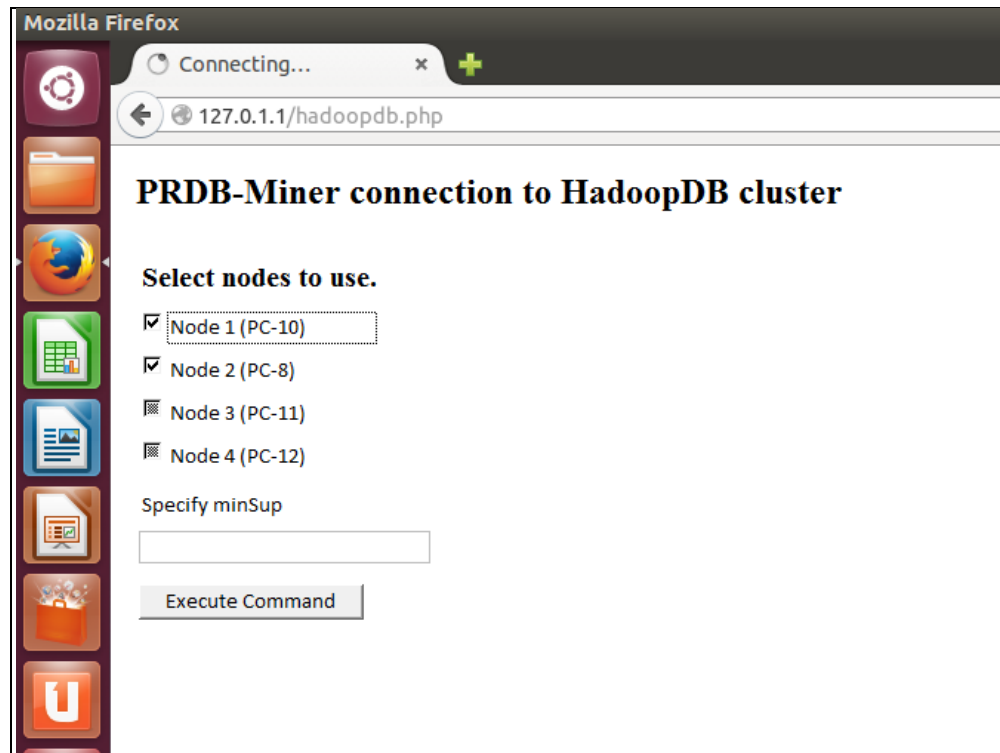 Mozilla Firefox
Connecting...
127.0.1.1/hadoopdb.php
PRDB-Miner connection to HadoopDB cluster
Select nodes to use.
Node 1 (PC-10)
Node 2 (PC-8)
Node 3 (PC-11)
Node 4 (PC-12)
Specify minSup
Execute Command